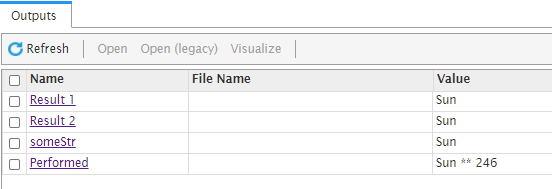 Outputs
Refresh Open Open (legacy) Visualize
Name File Name Value
Result 1 Sun
Result 2 Sun
someStr Sun
Performed Sun ** 246